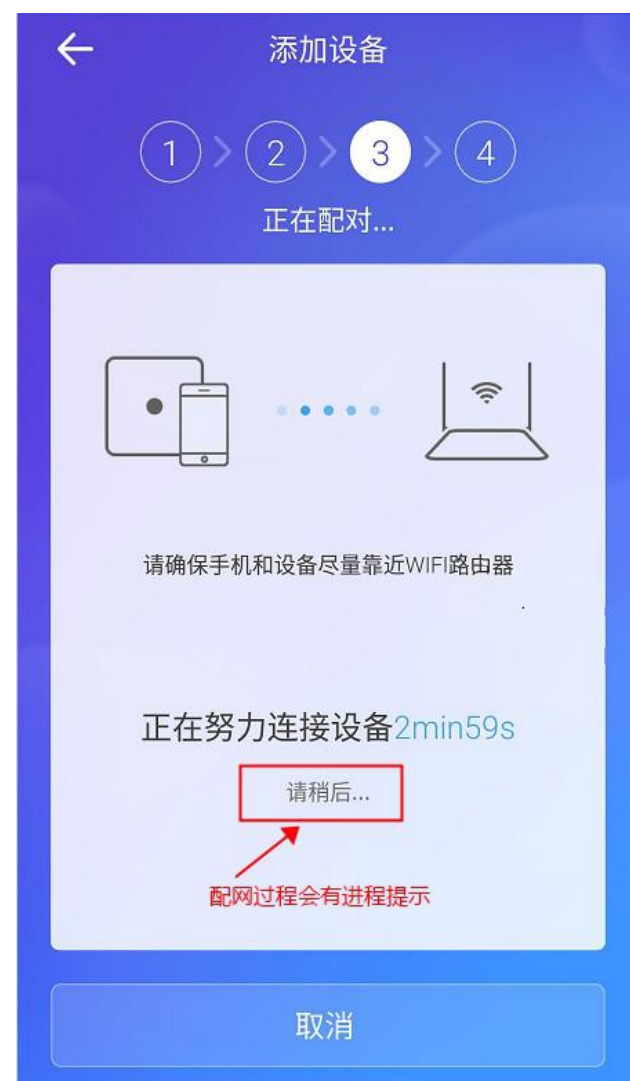 添加设备
1 > 2 > 3 > 4
正在配对...
请确保手机和设备尽量靠近WIFI路由器
正在努力连接设备2min59s
请稍后...
配网过程会有进程提示
取消